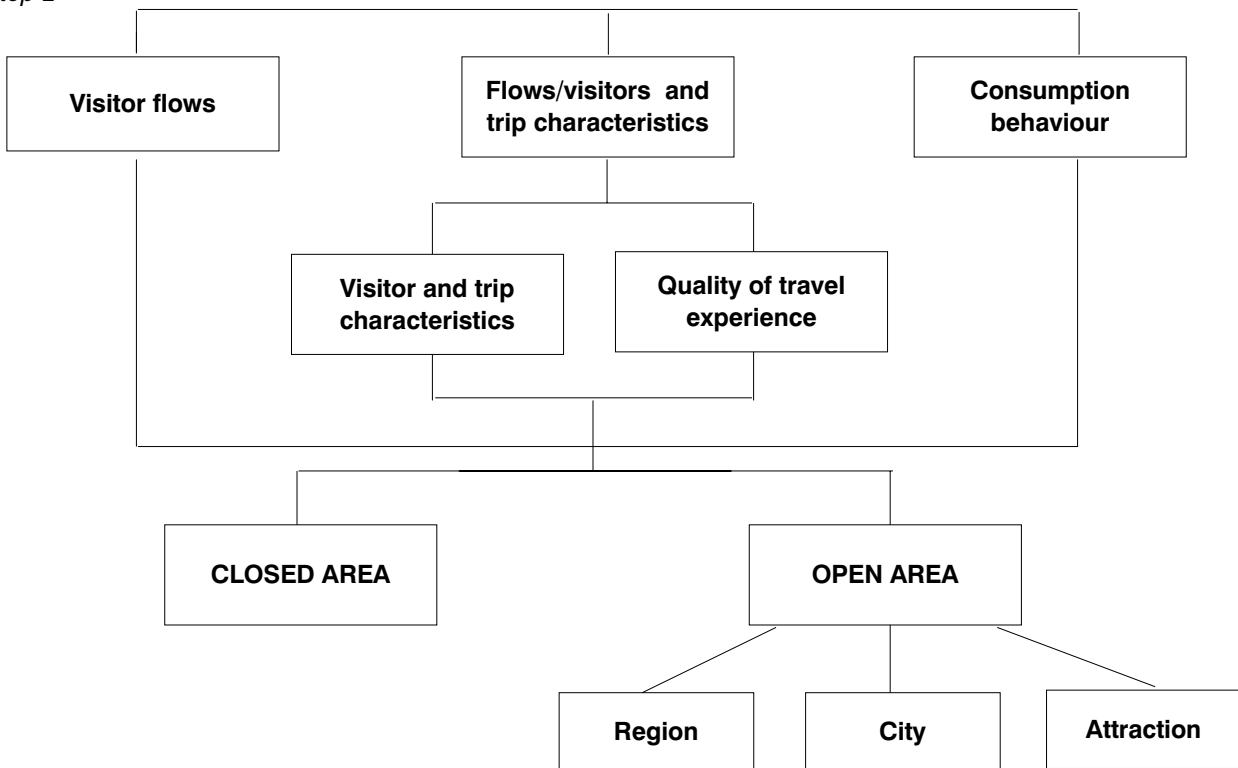 Visitor flows
Flows/visitors and
trip characteristics
Consumption
behaviour
Visitor and trip
characteristics
Quality of travel
experience
CLOSED AREA
OPEN AREA
Region
City
Attraction